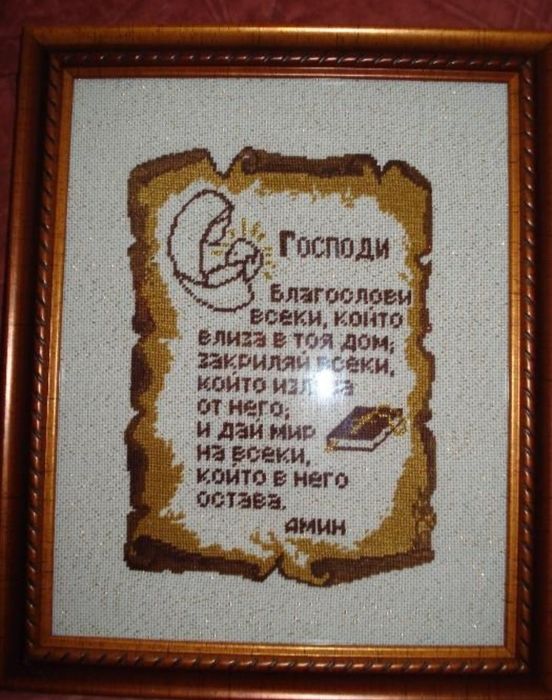 Господи
Благослови
всеки, който
влиза в тоя дом;
закриляй всеки,
който излиза
от него;
и дай мир
на всеки,
който в него
остава.
амин